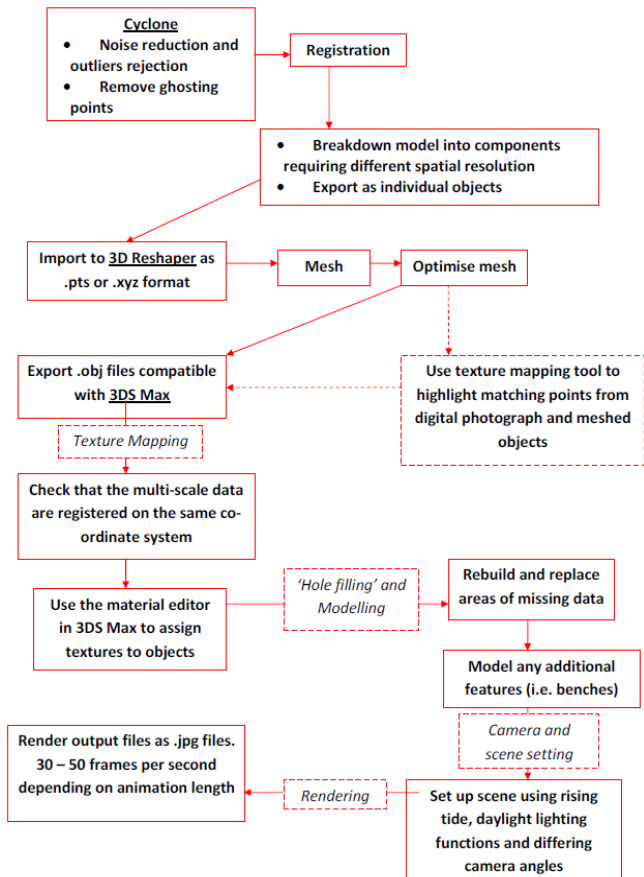 Cyclone
• Noise reduction and
outliers rejection
• Remove ghosting
points
Registration
• Breakdown model into components
requiring different spatial resolution
• Export as individual objects
Import to 3D Reshaper as
.pts or .xyz format
Mesh
Optimise mesh
Export .obj files compatible
with 3DS Max
Use texture mapping tool to
highlight matching points from
digital photograph and meshed
objects
Texture Mapping
Check that the multi-scale data
are registered on the same co-
ordinate system
Use the material editor
in 3DS Max to assign
textures to objects
‘Hole filling’ and
Modelling
Rebuild and replace
areas of missing data
Model any additional
features (i.e. benches)
Camera and
scene setting
Set up scene using rising
tide, daylight lighting
functions and differing
camera angles
Rendering
Render output files as .jpg files.
30 – 50 frames per second
depending on animation length